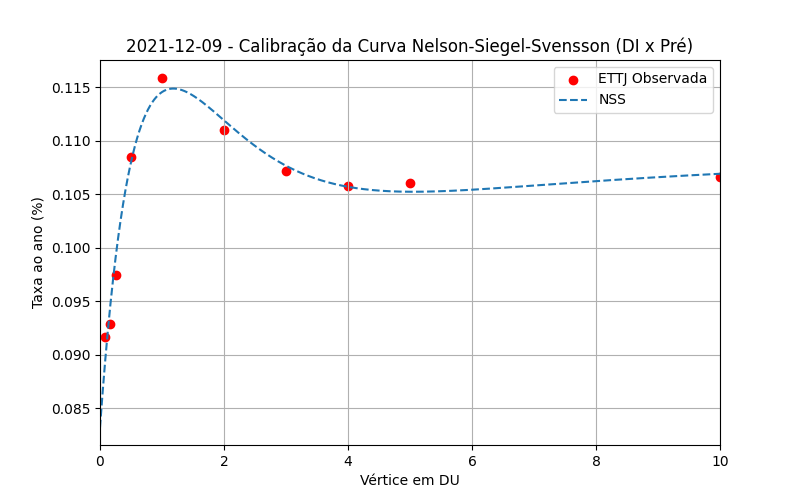 2021-12-09 - Calibração da Curva Nelson-Siegel-Svensson (DI x Pré)
ETTJ Observada
NSS
Taxa ao ano (%)
0.115
0.110
0.105
0.100
0.095
0.090
0.085
0 2 4 6 8 10
Vértice em DU